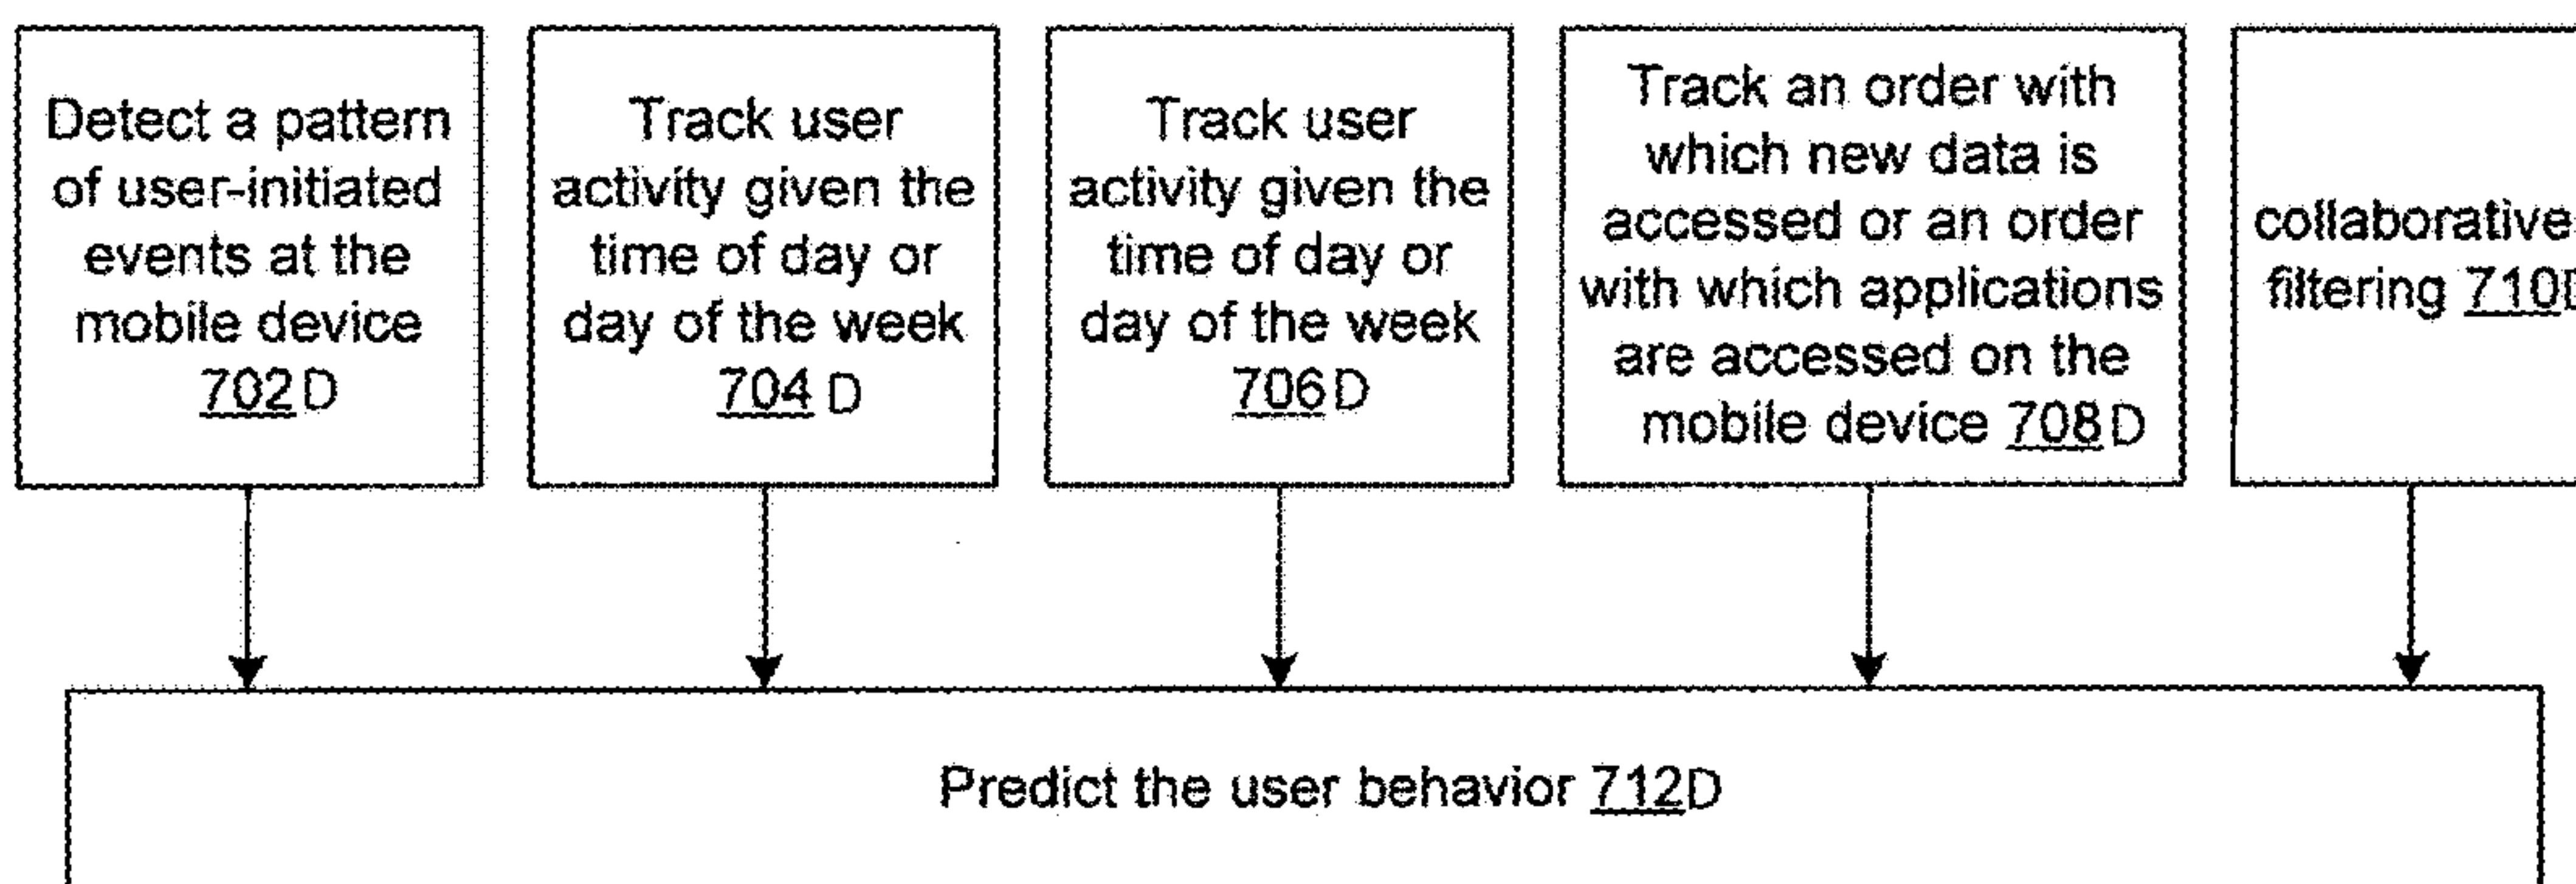 Detect a pattern
of user-initiated
events at the
mobile device
702D
Track user
activity given the
time of day or
day of the week
704 D
Track user
activity given the
time of day or
day of the week
706D
Track an order with
which new data is
accessed or an order
with which applications
are accessed on the
mobile device 708D
collaborative
filtering 710D
Predict the user behavior 712D